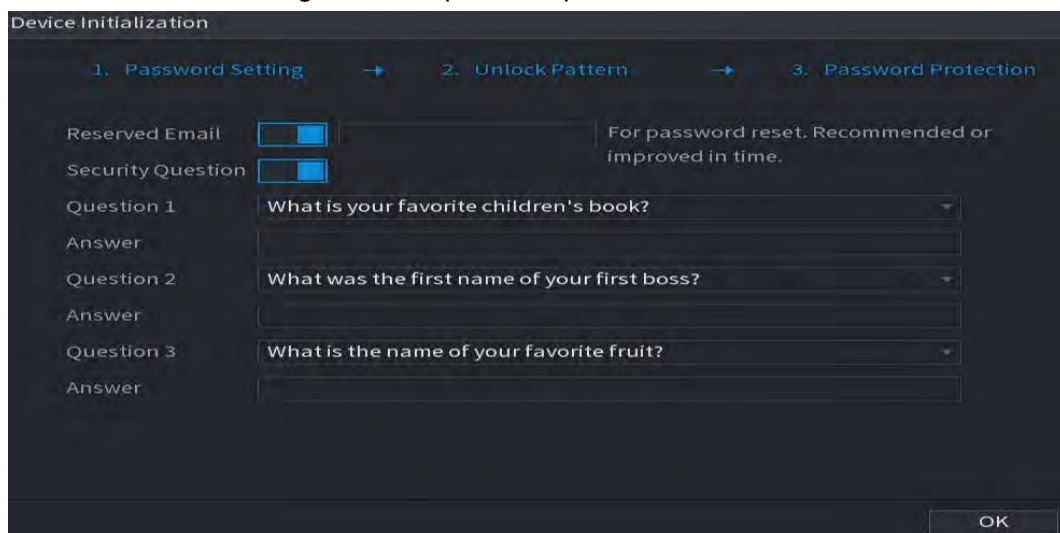 Device Initialization
1. Password Setting → 2. Unlock Pattern → 3. Password Protection
Reserved Email
For password reset. Recommended or
improved in time.
Security Question
Question 1 What is your favorite children's book?
Answer
Question 2 What was the first name of your first boss?
Answer
Question 3 What is the name of your favorite fruit?
Answer
OK